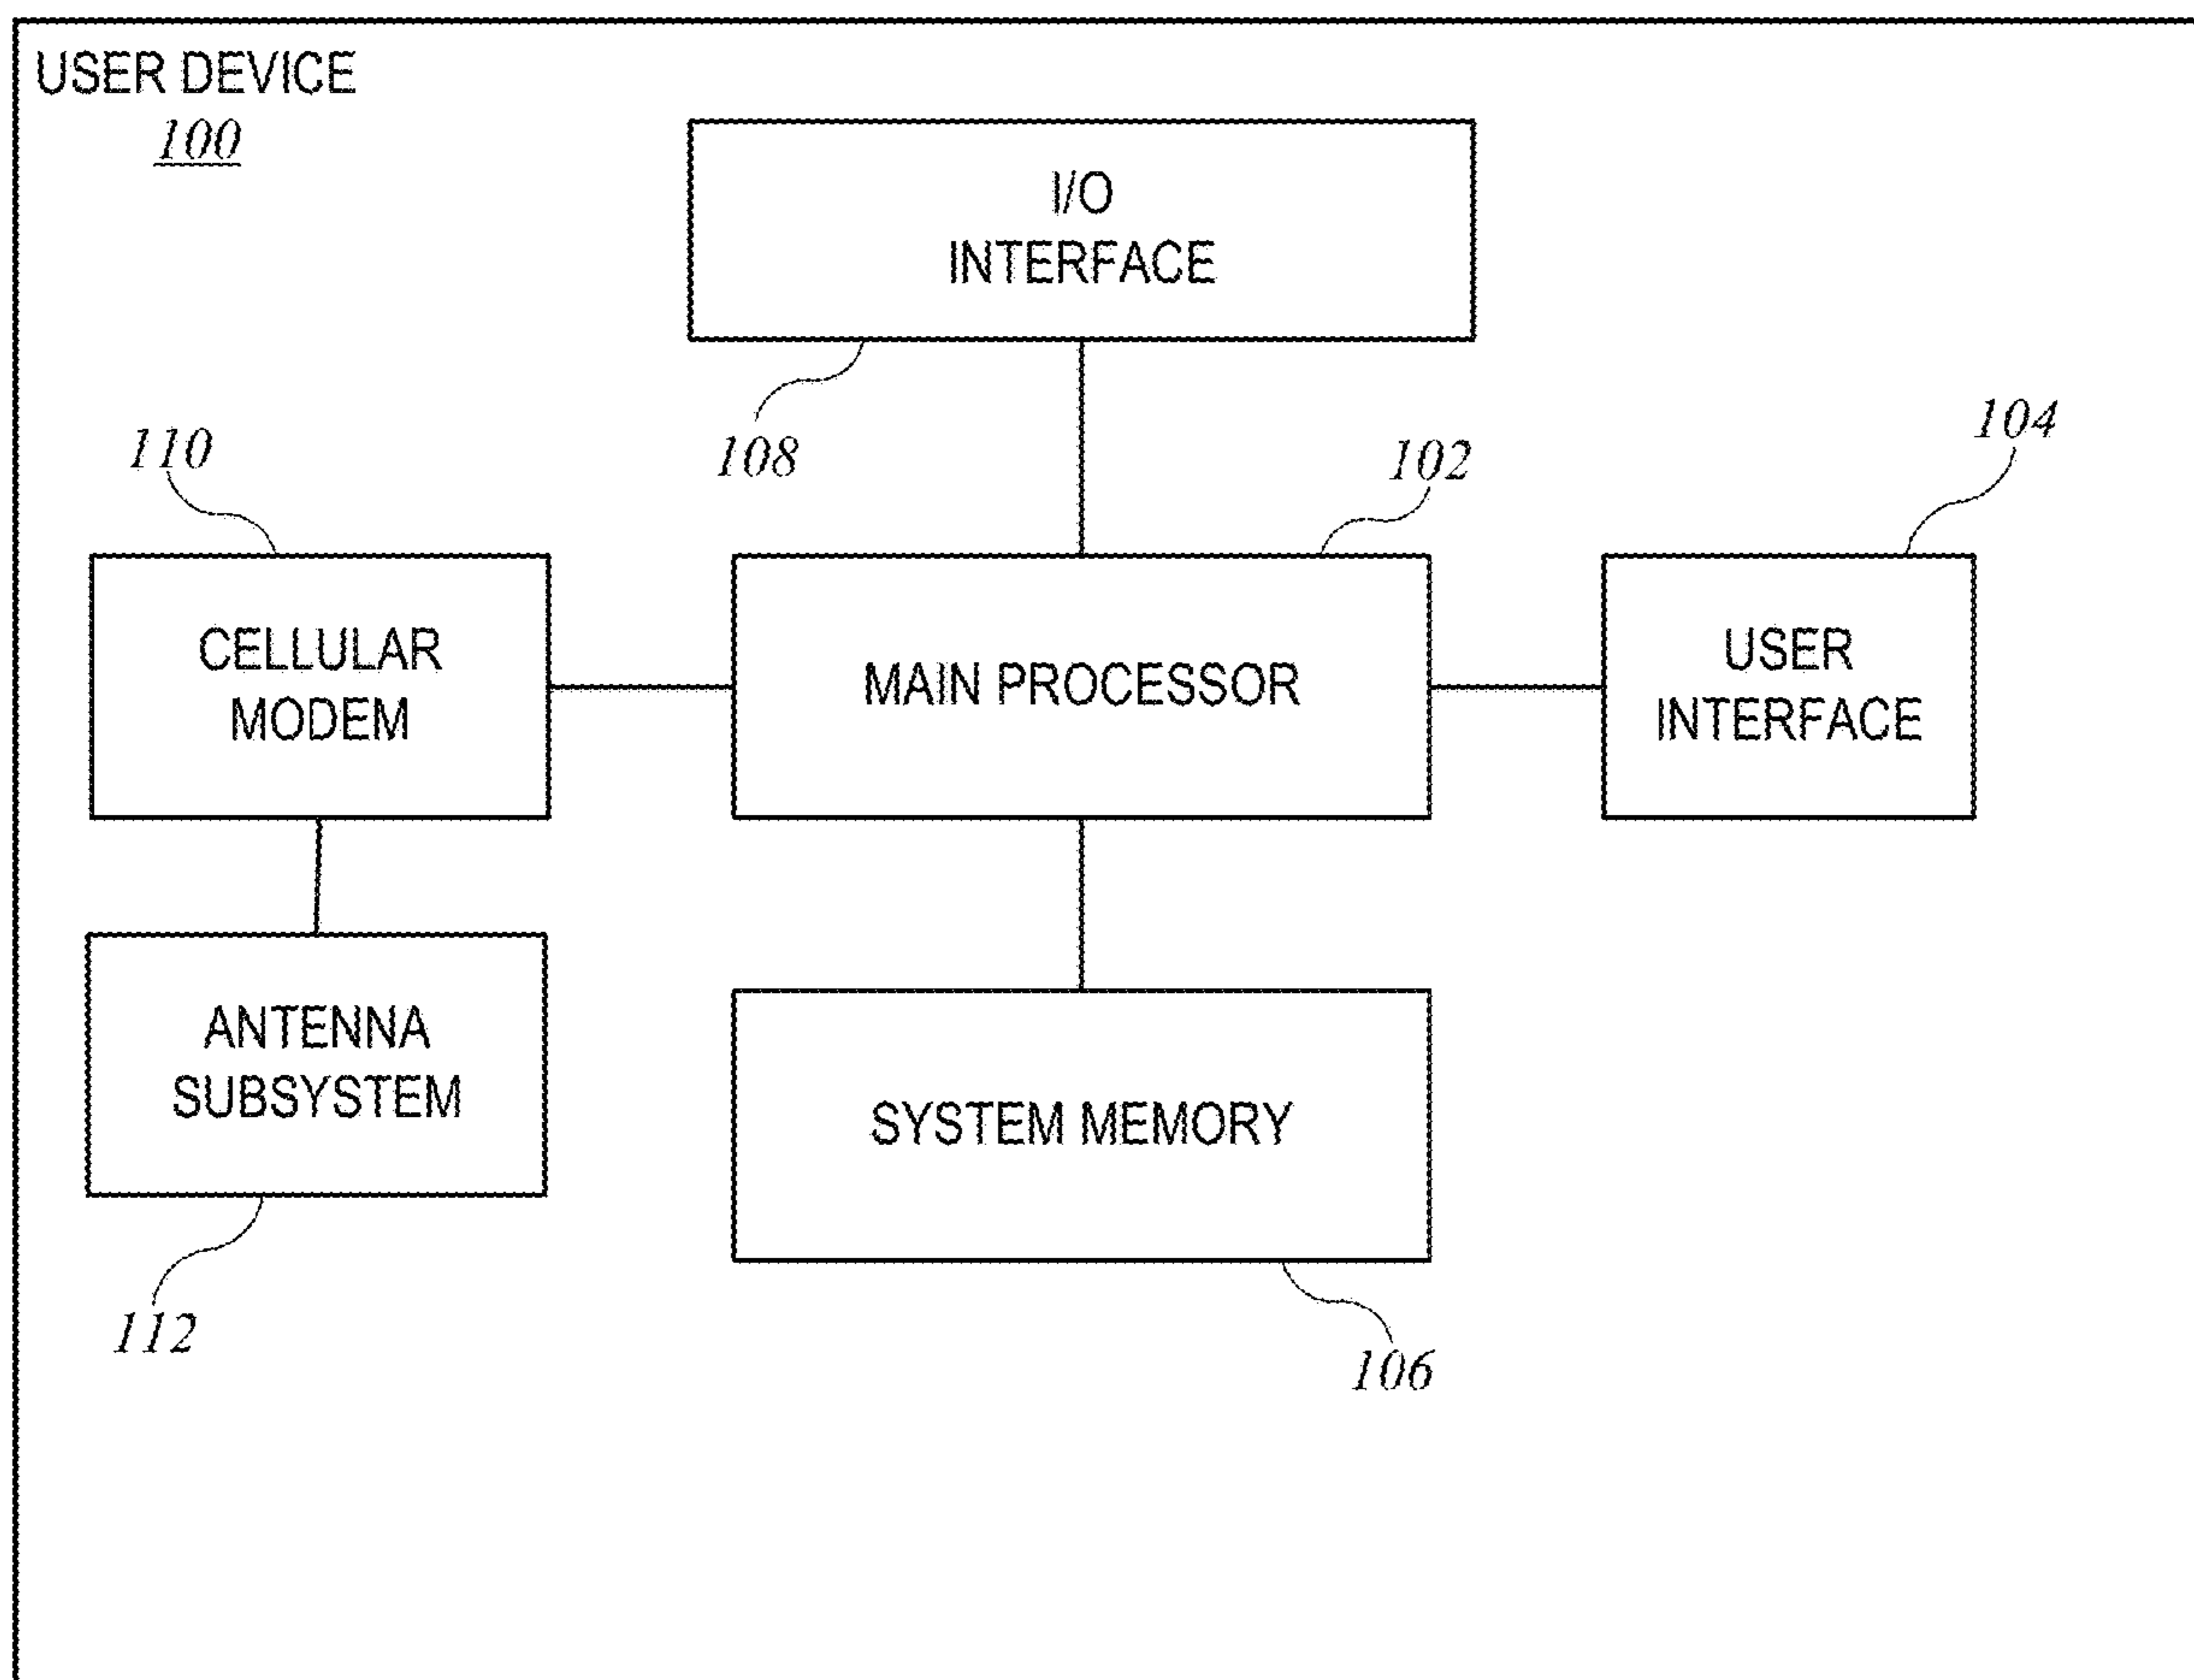 USER DEVICE
100
I/O
INTERFACE
108
110
102
104
CELLULAR
MODEM
MAIN PROCESSOR
USER
INTERFACE
ANTENNA
SUBSYSTEM
SYSTEM MEMORY
112
106